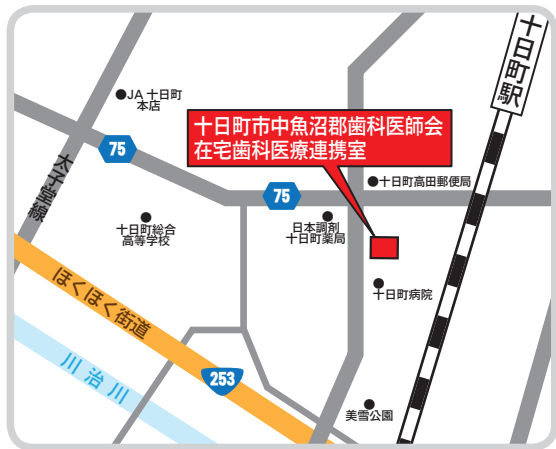 十日町駅
JA 十日町
本店
十日町市中魚沼郡歯科医師会
在宅歯科医療連携室
75
太子堂線
十日町高田郵便局
75
十日町総合
高等学校
日本調剤
十日町薬局
ほくほく街道
十日町病院
川治川
253
美雪公園